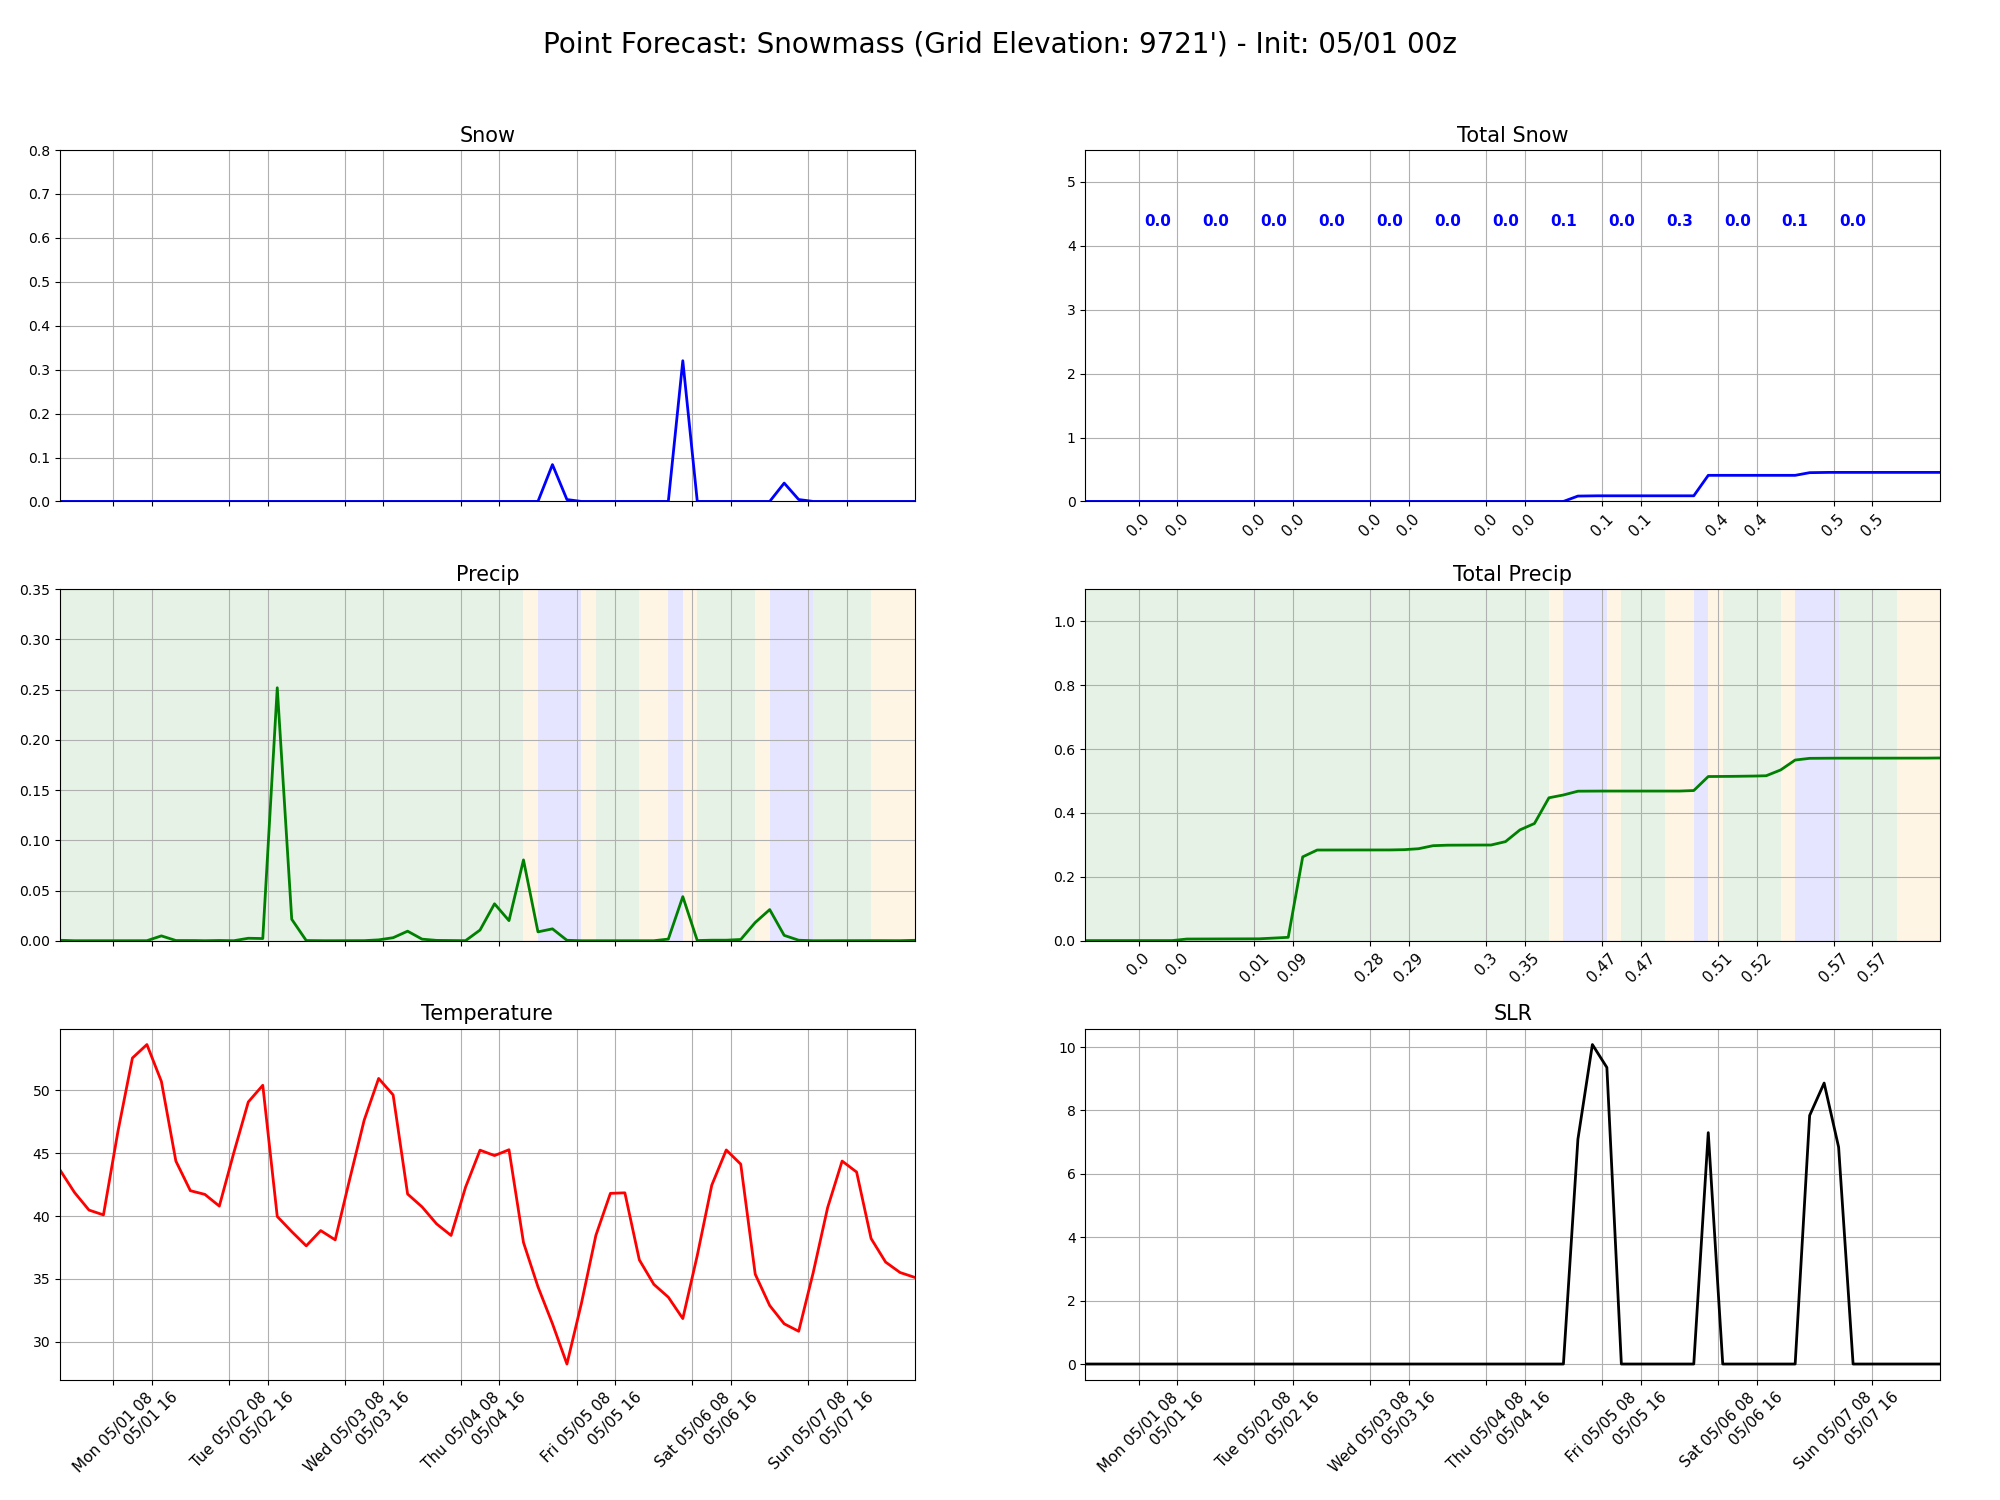 Point Forecast: Snowmass (Grid Elevation: 9721') - Init: 05/01 00z
Snow
0.8
0.7
0.6
0.5
0.4
0.3
0.2
0.1
0.0
Total Snow
5
4
3
2
1
0
0.0 0.0 0.0 0.0 0.0 0.0 0.0 0.1 0.0 0.3 0.0 0.1 0.0
0.0 0.0 0.0 0.0 0.0 0.0 0.0 0.0 0.1 0.1 0.4 0.4 0.5 0.5
Precip
0.35
0.30
0.25
0.20
0.15
0.10
0.05
0.00
Total Precip
1.0
0.8
0.6
0.4
0.2
0.0
0.0 0.0 0.01 0.09 0.28 0.29 0.3 0.35 0.47 0.47 0.51 0.52 0.57 0.57
Temperature
50
45
40
35
30
Mon 05/01 08
05/01 16
Tue 05/02 08
05/02 16
Wed 05/03 08
05/03 16
Thu 05/04 08
05/04 16
Fri 05/05 08
05/05 16
Sat 05/06 08
05/06 16
Sun 05/07 08
05/07 16
SLR
10
8
6
4
2
0
Mon 05/01 08
05/01 16
Tue 05/02 08
05/02 16
Wed 05/03 08
05/03 16
Thu 05/04 08
05/04 16
Fri 05/05 08
05/05 16
Sat 05/06 08
05/06 16
Sun 05/07 08
05/07 16